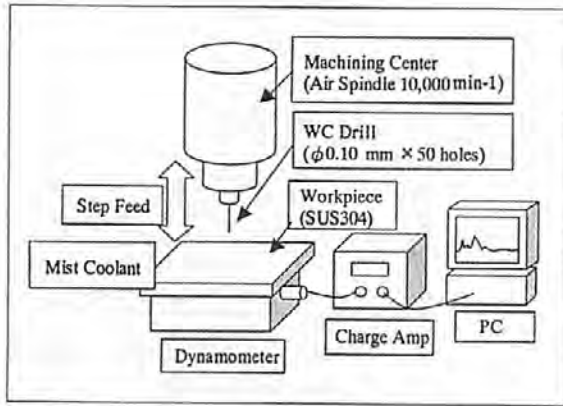 Machining Center
(Air Spindle 10,000 min-1)
WC Drill
(φ0.10 mm × 50 holes)
Step Feed
Workpiece
(SUS304)
Mist Coolant
Dynamometer
Charge Amp
PC